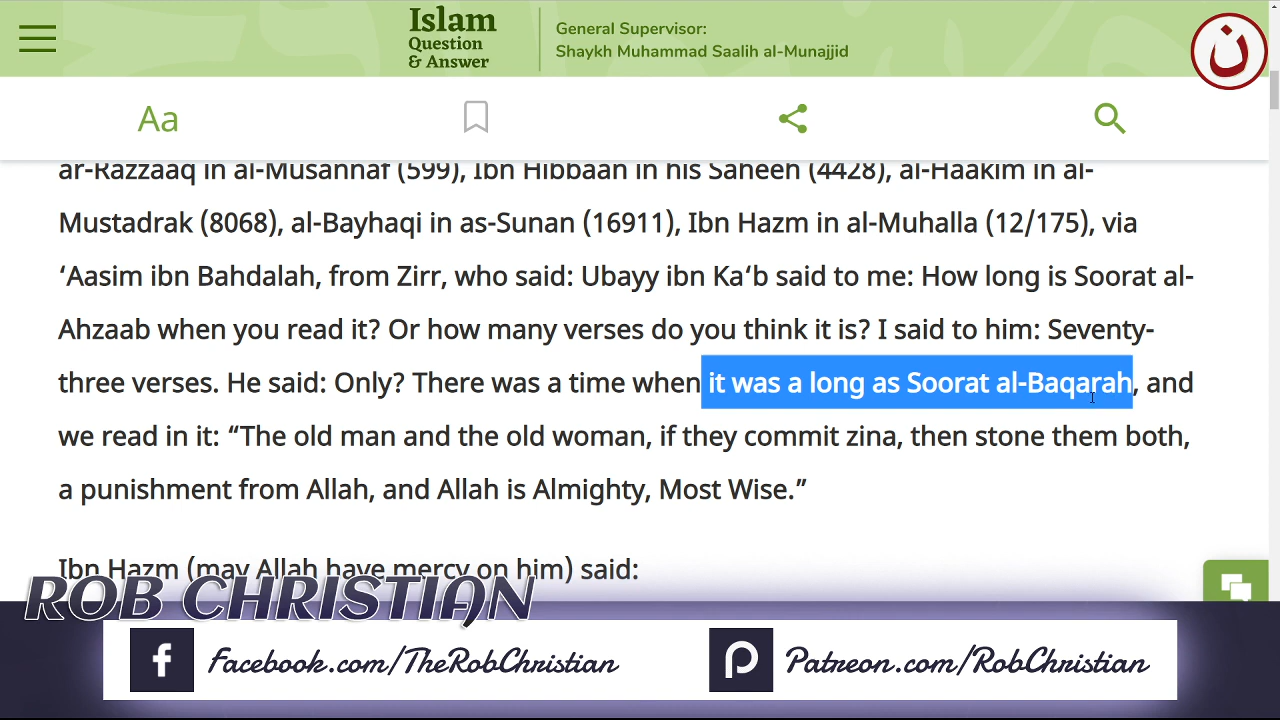 Islam
Question
& Answer
General Supervisor:
Shaykh Muhammad Saalih al-Munajjid
ن
Aa
ar-Razzaaq in al-Musannaf (599), Ibn Hibbaan in his Saheeh (4428), al-Haakim in al-
Mustadrak (8068), al-Bayhaqi in as-Sunan (16911), Ibn Hazm in al-Muhalla (12/175), via
‘Aasim ibn Bahdalah, from Zirr, who said: Ubayy ibn Ka‘b said to me: How long is Soorat al-
Ahzaab when you read it? Or how many verses do you think it is? I said to him: Seventy-
three verses. He said: Only? There was a time when it was a long as Soorat al-Baqarah, and
we read in it: “The old man and the old woman, if they commit zina, then stone them both,
a punishment from Allah, and Allah is Almighty, Most Wise.”
Ibn Hazm (may Allah have mercy on him) said:
ROB CHRISTIAN
Facebook.com/TheRobChristian
Patreon.com/RobChristian